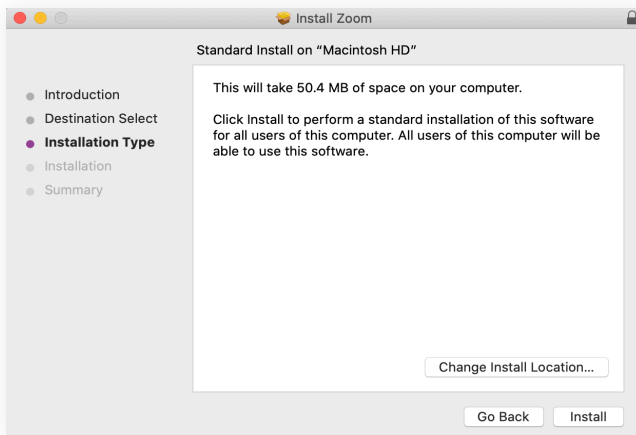 Install Zoom
Standard Install on “Macintosh HD”
Introduction
Destination Select
Installation Type
Installation
Summary
This will take 50.4 MB of space on your computer.
Click Install to perform a standard installation of this software
for all users of this computer. All users of this computer will be
able to use this software.
Change Install Location...
Go Back
Install